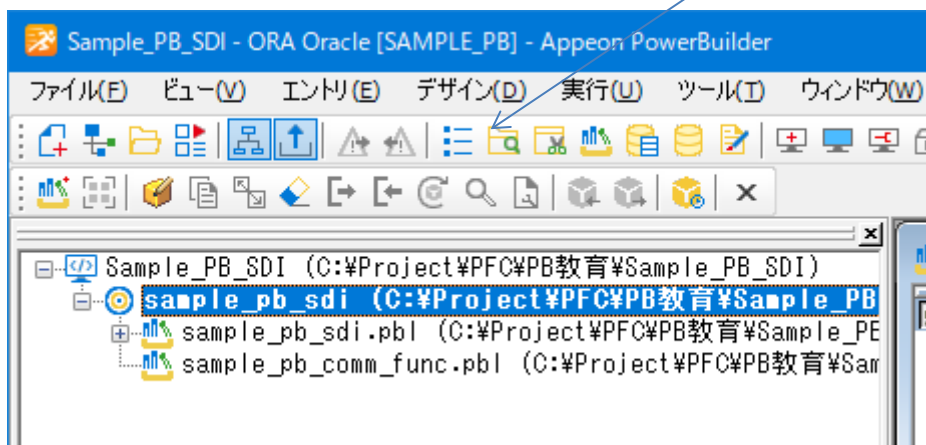 Sample_PB_SDI - ORA Oracle [SAMPLE_PB] - Appeon PowerBuilder
ファイル(F) ビュー(V) エントリ(E) デザイン(D) 実行(U) ツール(T) ウィンドウ(W)
Sample_PB_SDI (C:¥Project¥PFC¥PB教育¥Sample_PB_SDI)
sample_pb_sdi (C:¥Project¥PFC¥PB教育¥Sample_PB
sample_pb_sdi.pbl (C:¥Project¥PFC¥PB教育¥Sample_PB
sample_pb_comm_func.pbl (C:¥Project¥PFC¥PB教育¥Sam